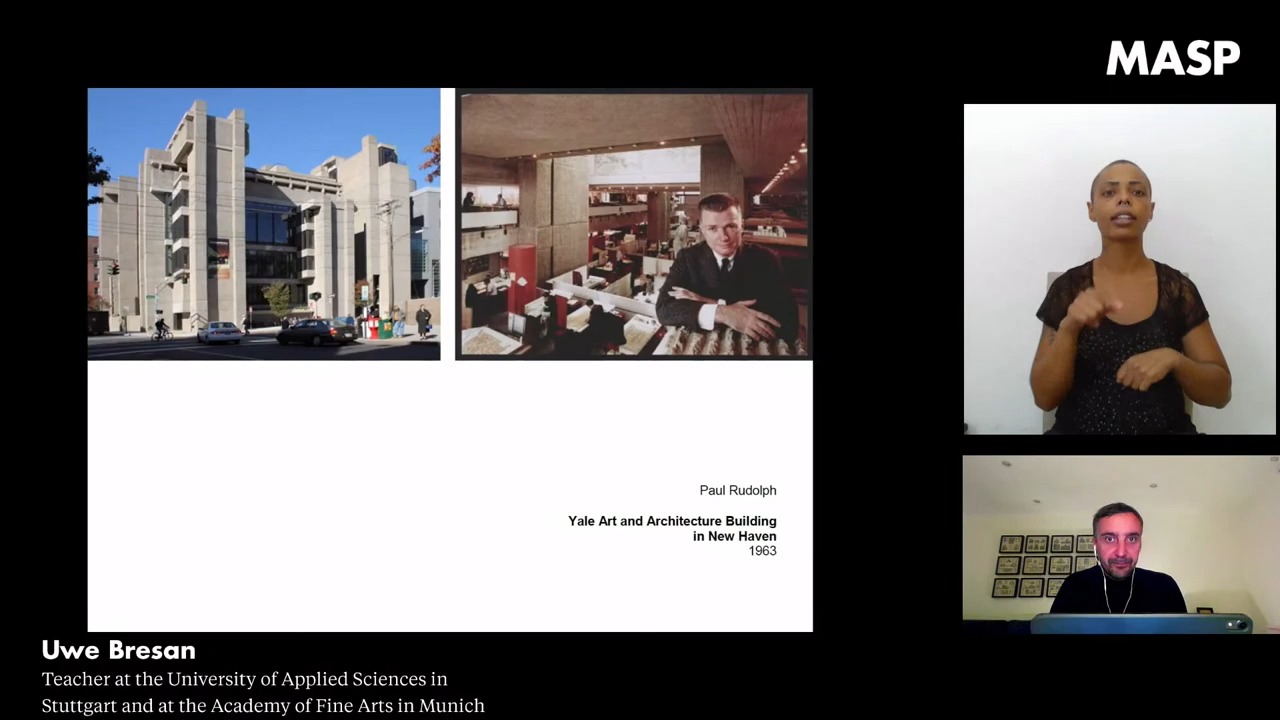 MASP
Paul Rudolph
Yale Art and Architecture Building
in New Haven
1963
Uwe Bresan
Teacher at the University of Applied Sciences in
Stuttgart and at the Academy of Fine Arts in Munich